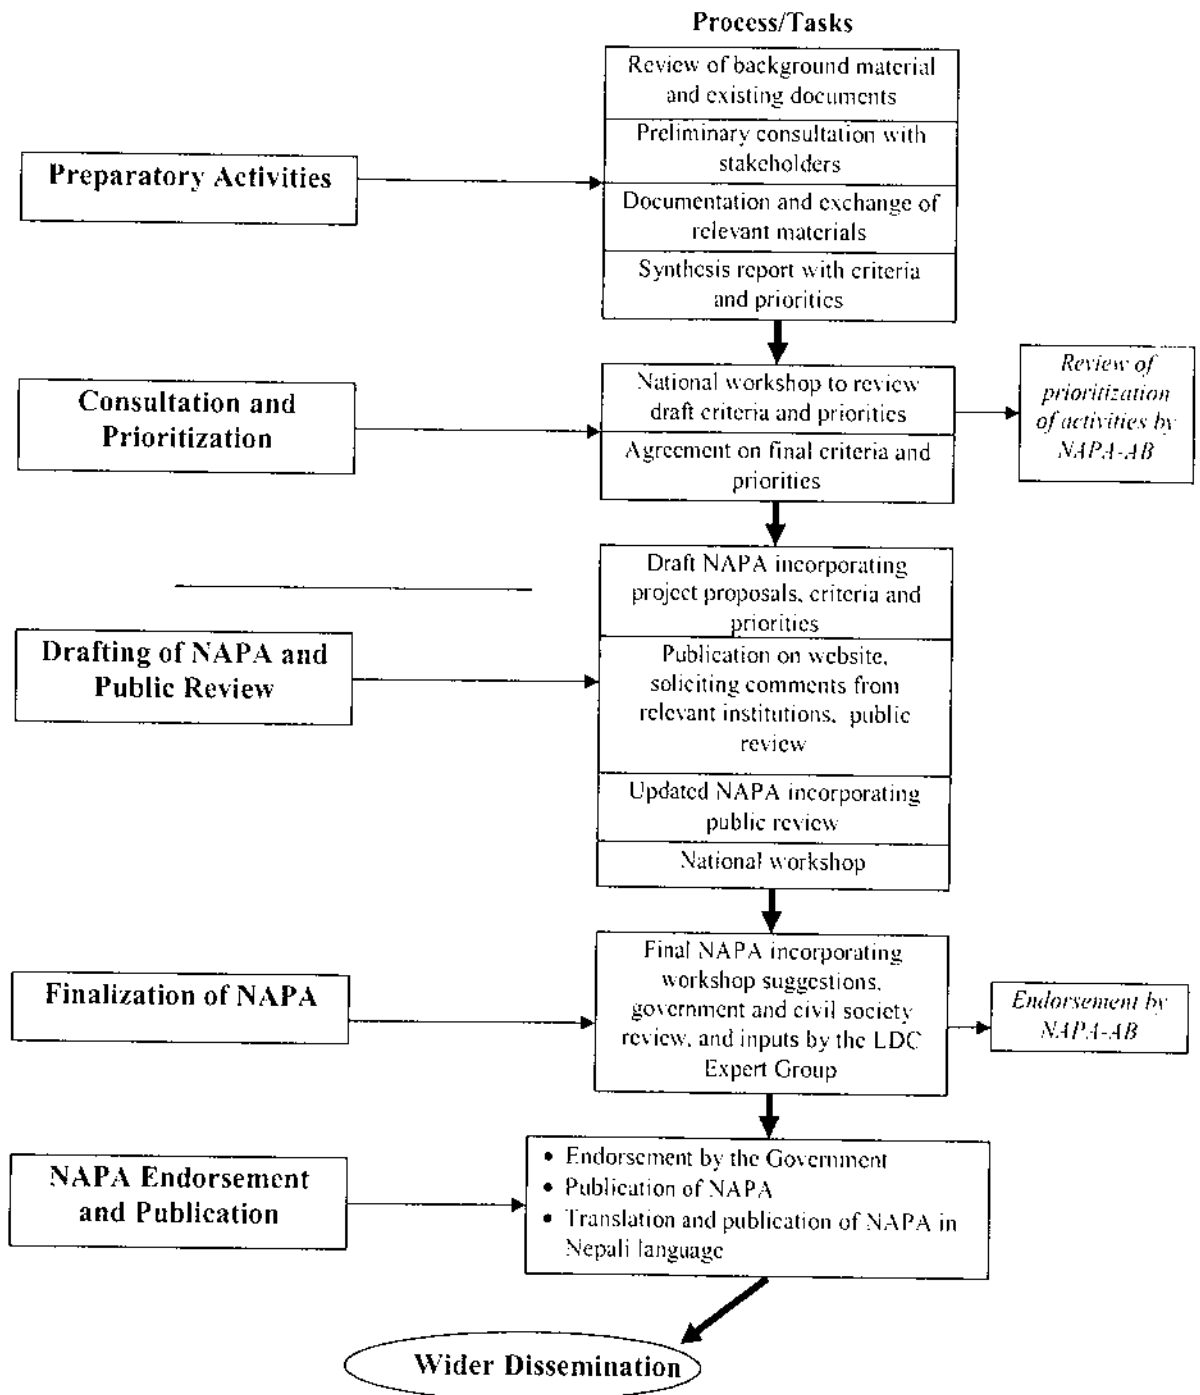 Process/Tasks
Review of background material
and existing documents
Preliminary consultation with
stakeholders
Preparatory Activities
Documentation and exchange of
relevant materials
Synthesis report with criteria
and priorities
Consultation and
Prioritization
National workshop to review
draft criteria and priorities
Agreement on final criteria and
priorities
Review of
prioritization
of activities by
NAPA-AB
Draft NAPA incorporating
project proposals, criteria and
priorities
Drafting of NAPA and
Public Review
Publication on website,
soliciting comments from
relevant institutions, public
review
Updated NAPA incorporating
public review
National workshop
Finalization of NAPA
Final NAPA incorporating
workshop suggestions,
government and civil society
review, and inputs by the LDC
Expert Group
Endorsement by
NAPA-AB
NAPA Endorsement
and Publication
• Endorsement by the Government
• Publication of NAPA
• Translation and publication of NAPA in
Nepali language
Wider Dissemination